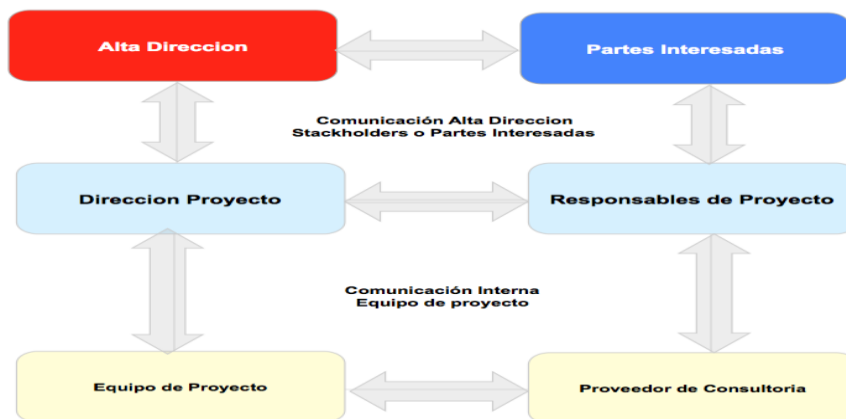 Alta Direccion
Partes Interesadas
Comunicación Alta Direccion
Stackholders o Partes Interesadas
Direccion Proyecto
Responsables de Proyecto
Comunicación Interna
Equipo de proyecto
Equipo de Proyecto
Proveedor de Consultoria